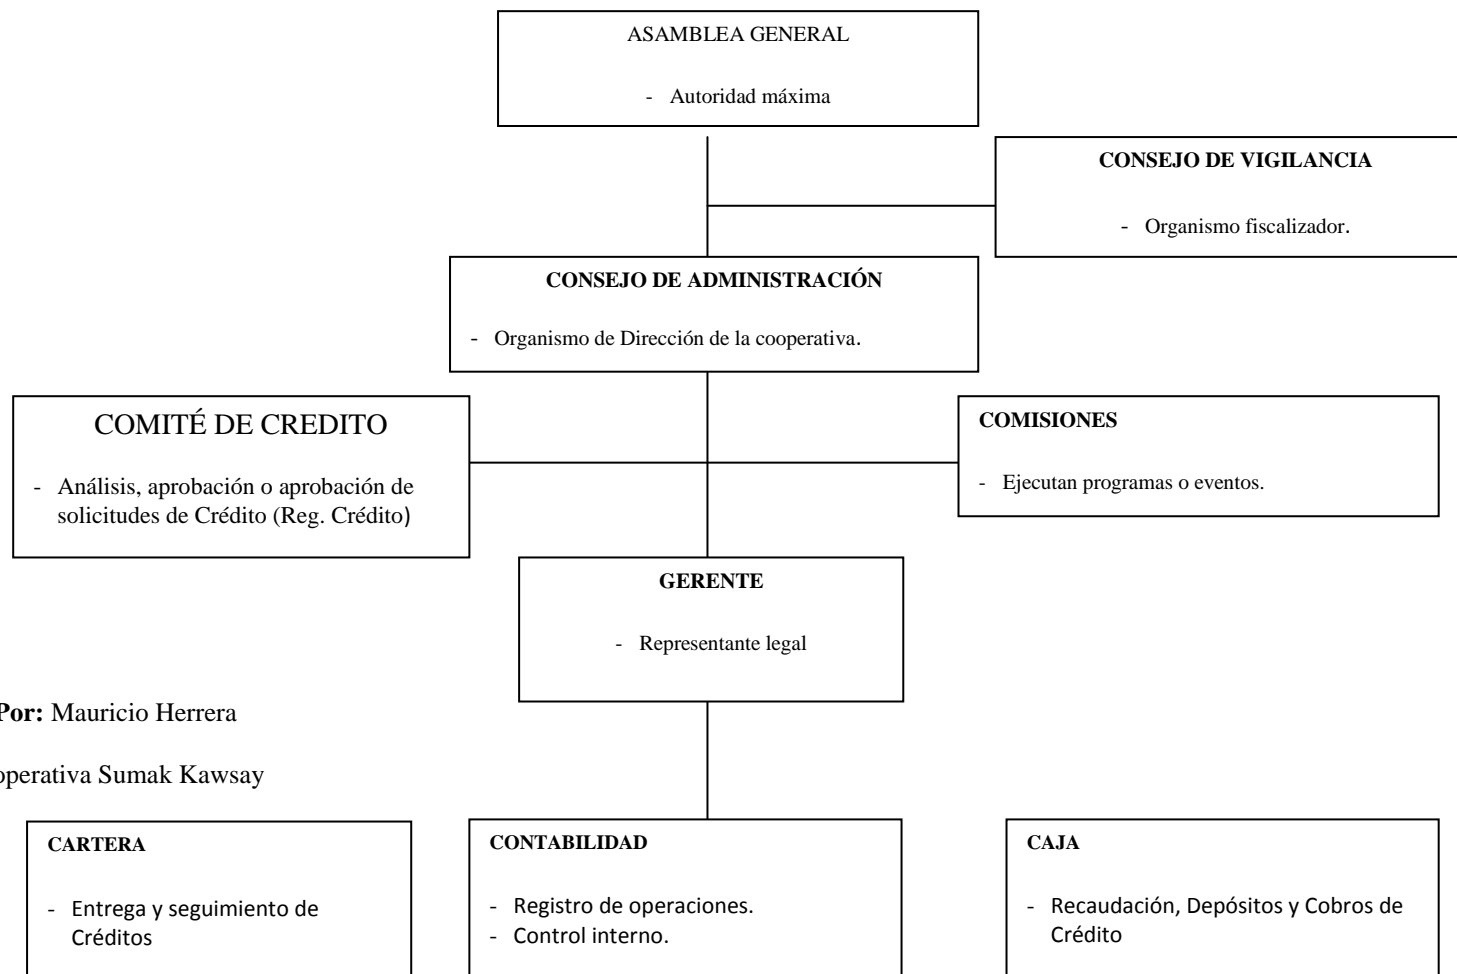 ASAMBLEA GENERAL
- Autoridad máxima
CONSEJO DE VIGILANCIA
- Organismo fiscalizador.
CONSEJO DE ADMINISTRACIÓN
- Organismo de Dirección de la cooperativa.
COMITÉ DE CREDITO
- Análisis, aprobación o aprobación de
solicitudes de Crédito (Reg. Crédito)
COMISIONES
- Ejecutan programas o eventos.
GERENTE
- Representante legal
Por: Mauricio Herrera
operativa Sumak Kawsay
CARTERA
- Entrega y seguimiento de
Créditos
CONTABILIDAD
- Registro de operaciones.
- Control interno.
CAJA
- Recaudación, Depósitos y Cobros de
Crédito